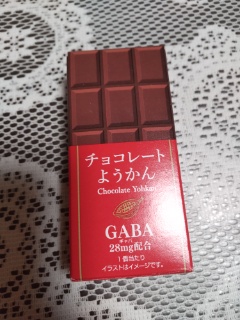 チョコレート
ようかん
Chocolate Yohkan
GABA
ギャバ
28mg配合
1個当たり
イラストはイメージです。